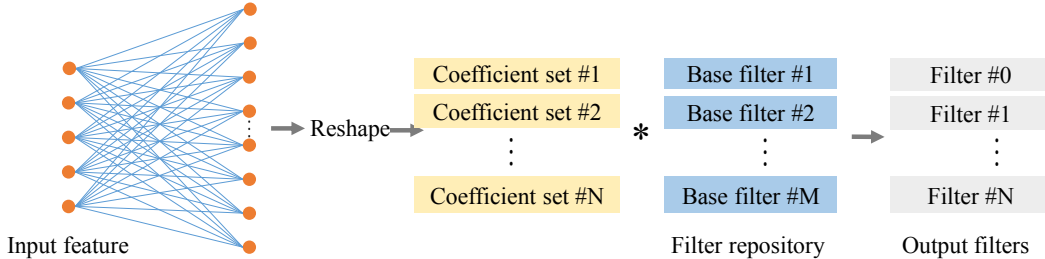 Input feature
Reshape
Coefficient set #1
Coefficient set #2
Coefficient set #N
*
Base filter #1
Base filter #2
Base filter #M
Filter repository
Filter #0
Filter #1
Filter #N
Output filters